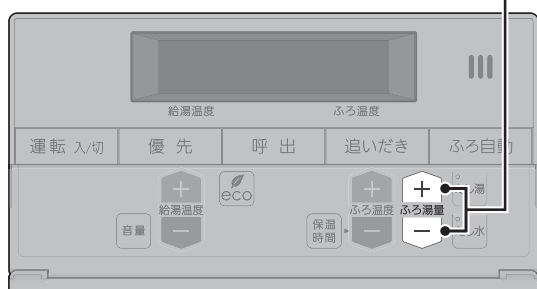 給湯温度 ふろ温度
運転 入/切 優先 呼出 追いだき ふろ自動
eco
給湯温度 ふろ温度 ふろ湯量
音量 保温
時間
湯
水